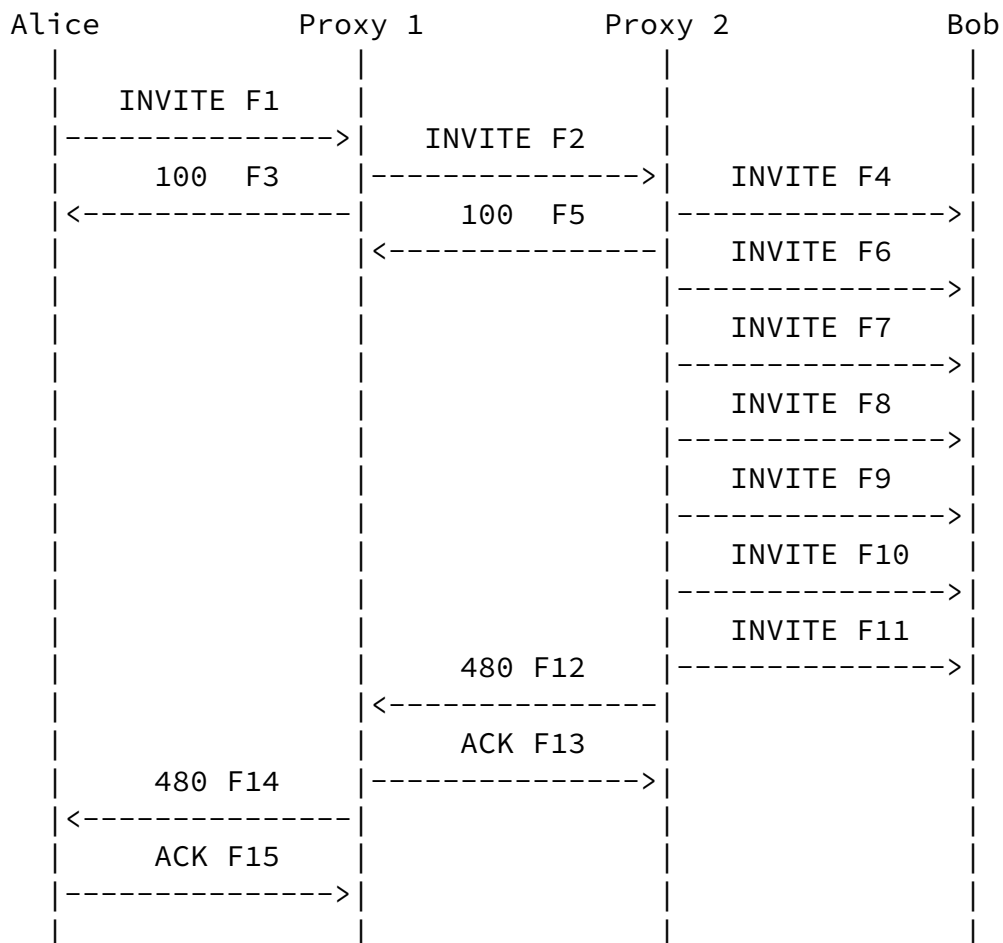 Alice Proxy 1 Proxy 2 Bob
INVITE F1
INVITE F2
100 F3 INVITE F4
100 F5
INVITE F6
INVITE F7
INVITE F8
INVITE F9
INVITE F10
INVITE F11
480 F12
ACK F13
480 F14
ACK F15